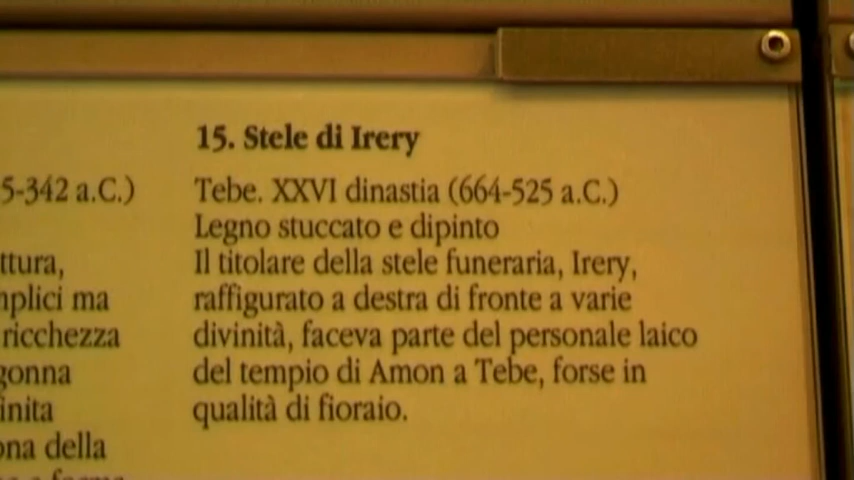 5-342 a.C.)
ttura,
mplici ma
ricchezza
gonna
inita
ona della
15. Stele di Irery
Tebe. XXVI dinastia (664-525 a.C.)
Legno stuccato e dipinto
Il titolare della stele funeraria, Irery,
raffigurato a destra di fronte a varie
divinità, faceva parte del personale laico
del tempio di Amon a Tebe, forse in
qualità di fioraio.